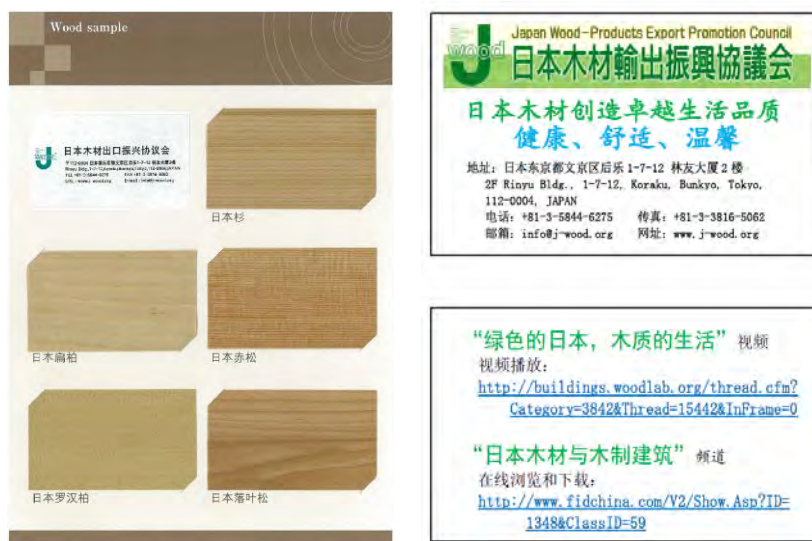 Wood sample
J
wood
日本木材出口振兴协议会
日本杉
日本扁柏
日本赤松
日本罗汉柏
日本落叶松
J
wood
Japan Wood-Products Export Promotion Council
日本木材輸出振興協議会
日本木材创造卓越生活品质
健康、舒适、温馨
地址: 日本东京都文京区后乐 1-7-12 林友大厦 2 楼
2F Rinyu Bldg., 1-7-12, Koraku, Bunkyo, Tokyo,
112-0004, JAPAN
电话: +81-3-5844-6275 传真: +81-3-3816-5062
邮箱: info@j-wood.org 网址: www.j-wood.org
“绿色的日本，木质的生活” 视频
视频播放:
http://buildings.woodlab.org/thread.cfm?
Category=3842&Thread=15442&InFrame=0
“日本木材与木制建筑” 频道
在线浏览和下载:
http://www.fidchina.com/V2/Show.Asp?ID=
1348&ClassID=59